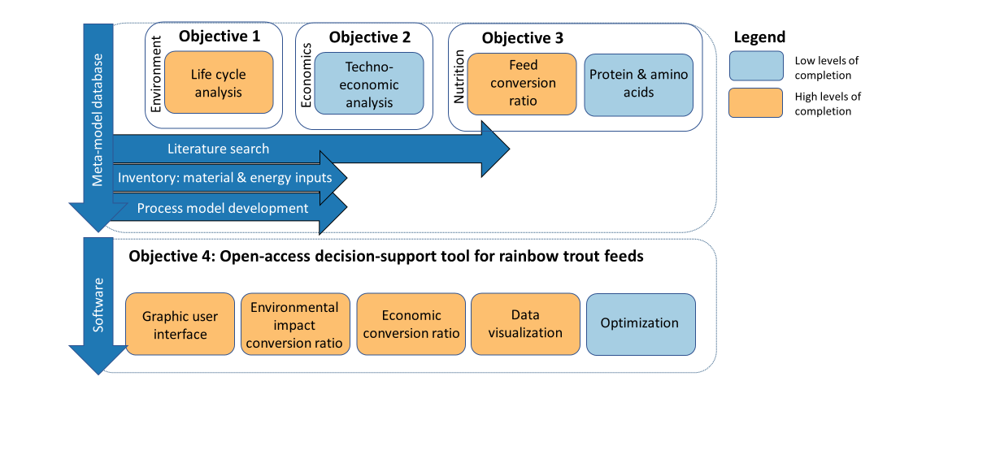 Meta-model database
Environment
Objective 1
Life cycle
analysis
Economics
Objective 2
Techno-
economic
analysis
Nutrition
Objective 3
Feed
conversion
ratio
Protein & amino
acids
Legend
Low levels of
completion
High levels of
completion
Literature search
Inventory: material & energy inputs
Process model development
Software
Objective 4: Open-access decision-support tool for rainbow trout feeds
Graphic user
interface
Environmental
impact
conversion ratio
Economic
conversion ratio
Data
visualization
Optimization